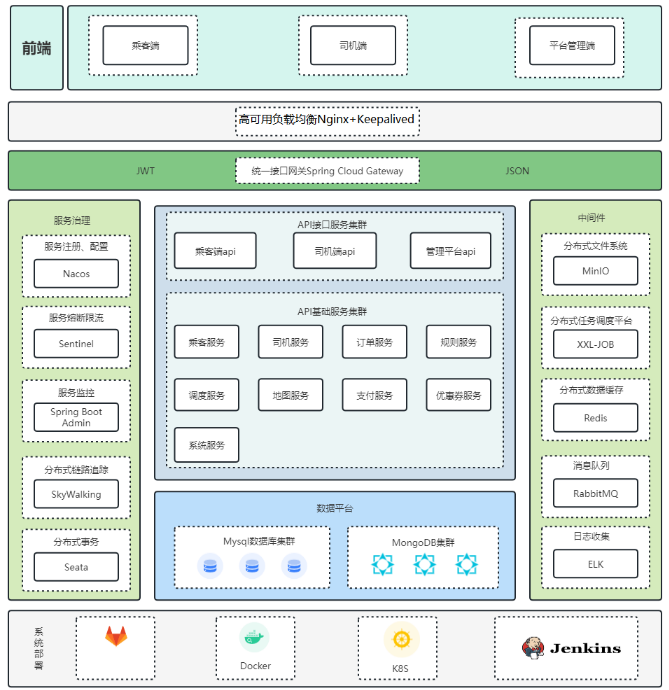 前端
乘客端
司机端
平台管理端
高可用负载均衡Nginx+Keepalived
JWT
统一接口网关Spring Cloud Gateway
JSON
服务治理
服务注册、配置
Nacos
服务熔断限流
Sentinel
服务监控
Spring Boot
Admin
分布式链路追踪
SkyWalking
分布式事务
Seata
API接口服务集群
乘客端api
司机端api
管理平台api
API基础服务集群
乘客服务
司机服务
订单服务
规则服务
调度服务
地图服务
支付服务
优惠券服务
系统服务
数据平台
Mysql数据库集群
MongoDB集群
中间件
分布式文件系统
MinIO
分布式任务调度平台
XXL-JOB
分布式数据缓存
Redis
消息队列
RabbitMQ
日志收集
ELK
系统部署
Docker
K8S
Jenkins